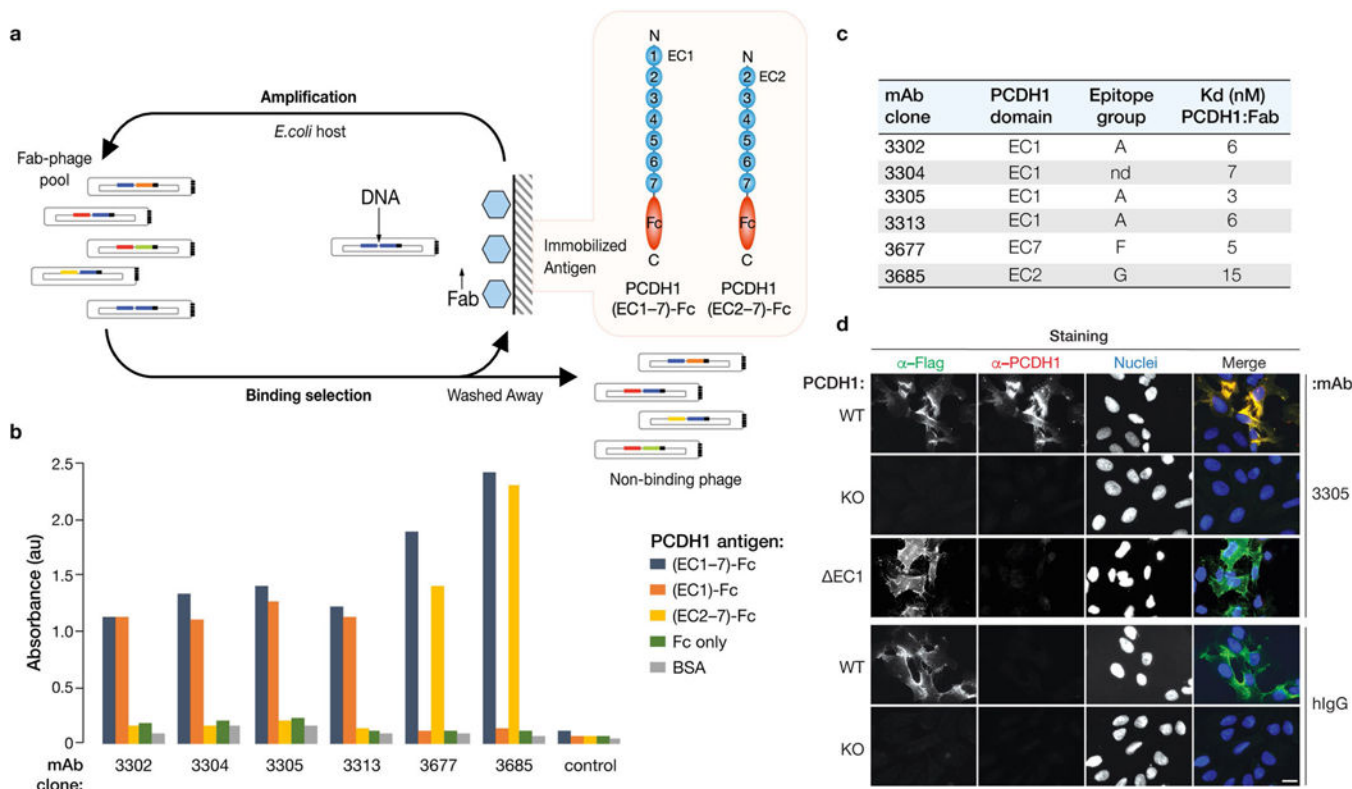 a
Amplification
E.coli host
Fab-phage
pool
DNA
Fab
Immobilized
Antigen
N
1 EC1
2
3
4
5
6
7
Fc
C
PCDH1
(EC1–7)-Fc
N
2 EC2
3
4
5
6
7
Fc
C
PCDH1
(EC2–7)-Fc
Binding selection
Washed Away
Non-binding phage
b
Absorbance (au)
2.5
2.0
1.5
1.0
0.5
0
mAb
clone:
3302 3304 3305 3313 3677 3685 control
PCDH1 antigen:
(EC1–7)-Fc
(EC1)-Fc
(EC2–7)-Fc
Fc only
BSA
c
mAb clone PCDH1 domain Epitope group Kd (nM) PCDH1:Fab
3302 EC1 A 6
3304 EC1 nd 7
3305 EC1 A 3
3313 EC1 A 6
3677 EC7 F 5
3685 EC2 G 15
d
Staining
α–Flag α–PCDH1 Nuclei Merge
PCDH1: :mAb
WT
KO
3305
ΔEC1
WT
hIgG
KO